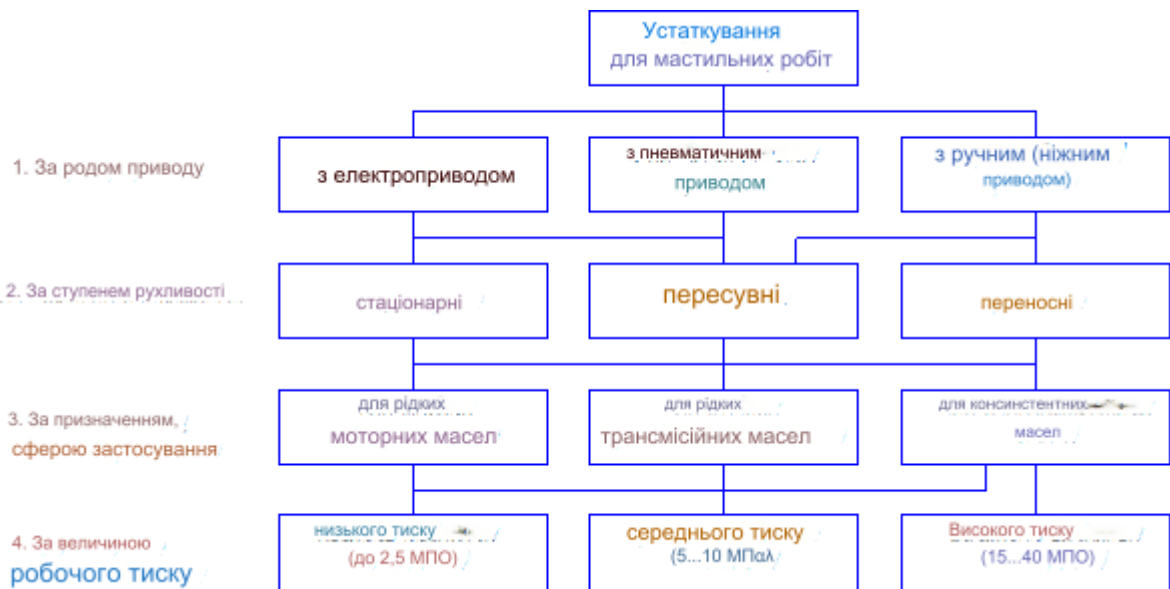 Устаткування
для мастильних робіт
1. За родом приводу
з електроприводом
з пневматичним
приводом
з ручним (ніжним
приводом)
2. За ступенем рухливості
стаціонарні
пересувні
переносні
3. За призначенням,
сферою застосування
для рідких
моторних масел
для рідких
трансмісійних масел
для консинстентних
масел
4. За величиною
робочого тиску
низького тиску
(до 2,5 МПО)
середнього тиску
(5...10 МПаλ
Високого тиску
(15...40 МПО)